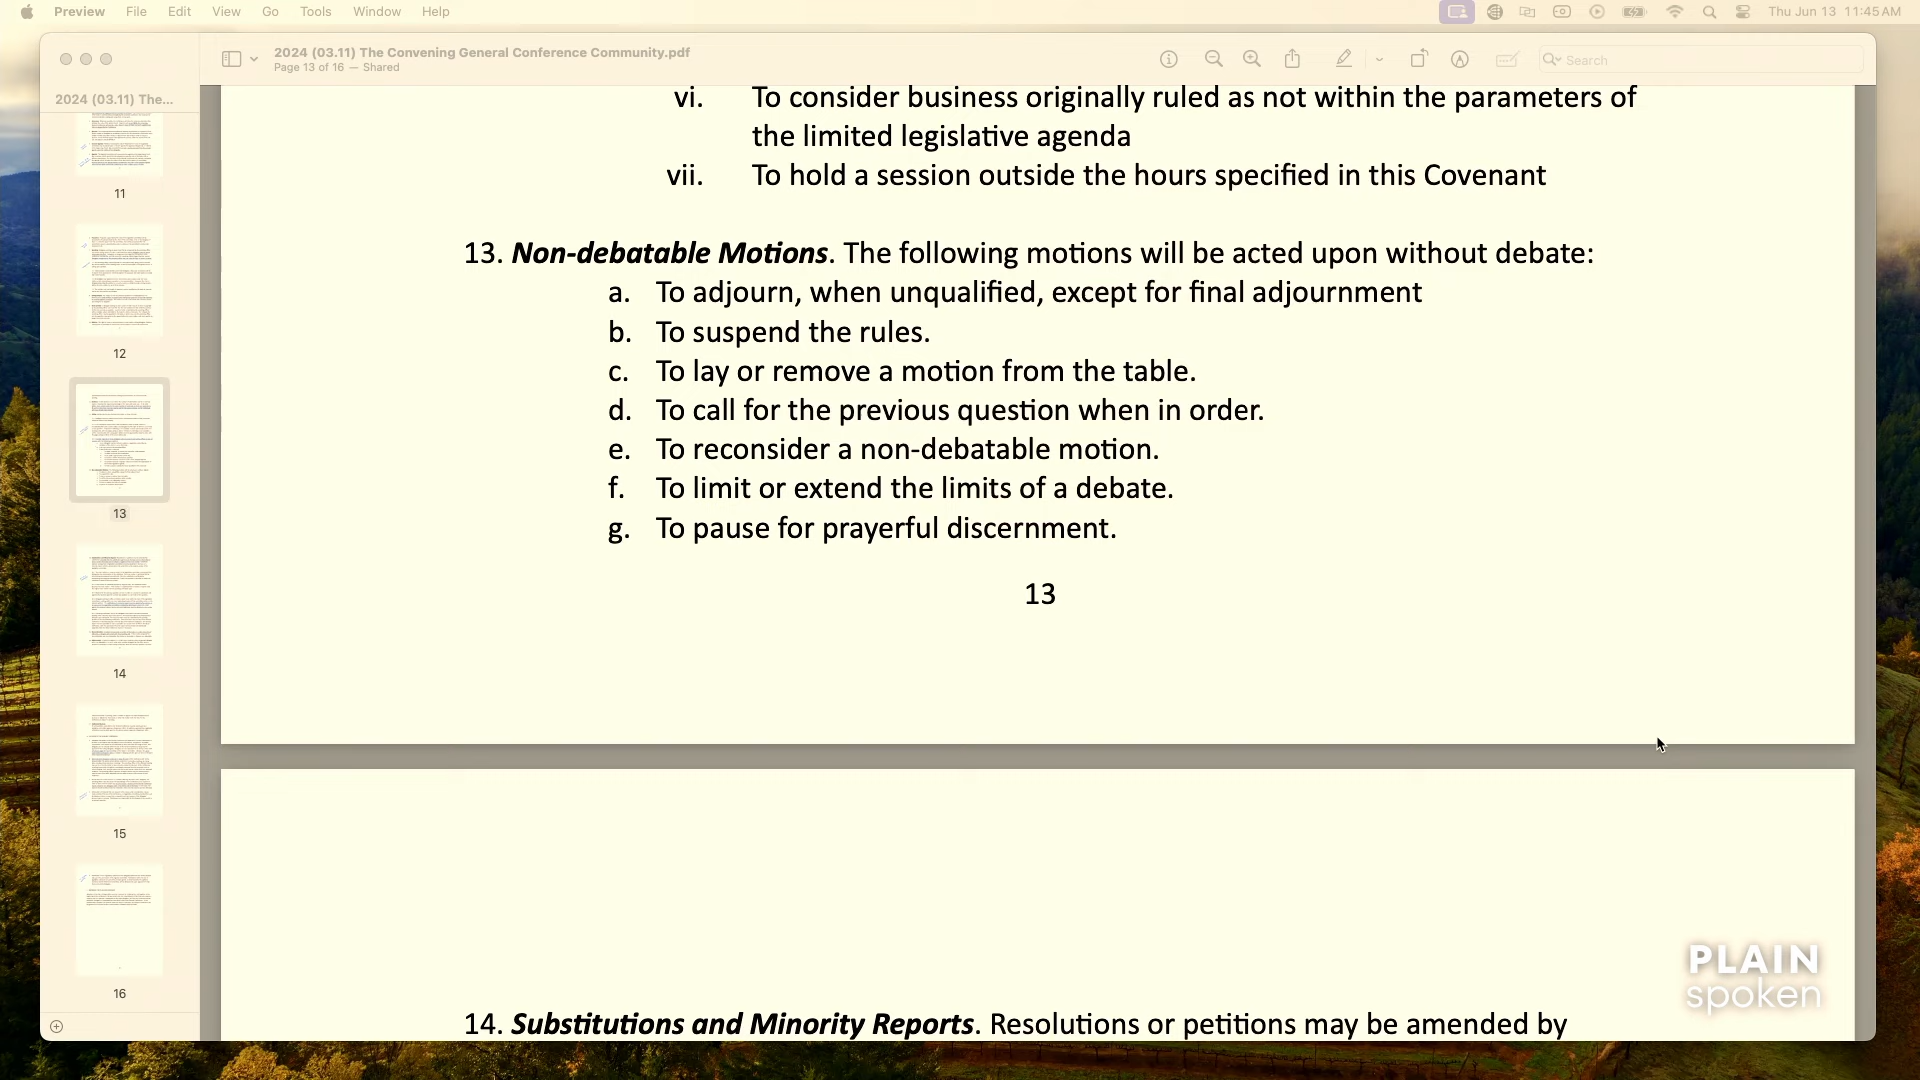 Preview File Edit View Go Tools Window Help Thu Jun 13 11:45 AM
2024 (03.11) The Convening General Conference Community.pdf
Page 13 of 16 — Shared
Search
2024 (03.11) The...
11
12
13
14
15
16
vi. To consider business originally ruled as not within the parameters of
the limited legislative agenda
vii. To hold a session outside the hours specified in this Covenant
13. Non-debatable Motions. The following motions will be acted upon without debate:
a. To adjourn, when unqualified, except for final adjournment
b. To suspend the rules.
c. To lay or remove a motion from the table.
d. To call for the previous question when in order.
e. To reconsider a non-debatable motion.
f. To limit or extend the limits of a debate.
g. To pause for prayerful discernment.
13
14. Substitutions and Minority Reports. Resolutions or petitions may be amended by
PLAIN
spoken